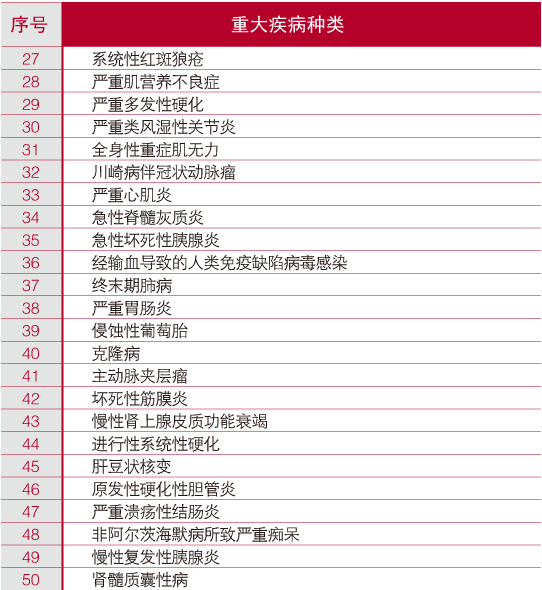 序号 重大疾病种类
27 系统性红斑狼疮
28 严重肌营养不良症
29 严重多发性硬化
30 严重类风湿性关节炎
31 全身性重症肌无力
32 川崎病伴冠状动脉瘤
33 严重心肌炎
34 急性脊髓灰质炎
35 急性坏死性胰腺炎
36 经输血导致的人类免疫缺陷病毒感染
37 终末期肺病
38 严重胃肠炎
39 侵蚀性葡萄胎
40 克隆病
41 主动脉夹层瘤
42 坏死性筋膜炎
43 慢性肾上腺皮质功能衰竭
44 进行性系统性硬化
45 肝豆状核变
46 原发性硬化性胆管炎
47 严重溃疡性结肠炎
48 非阿尔茨海默病所致严重痴呆
49 慢性复发性胰腺炎
50 肾髓质囊性病